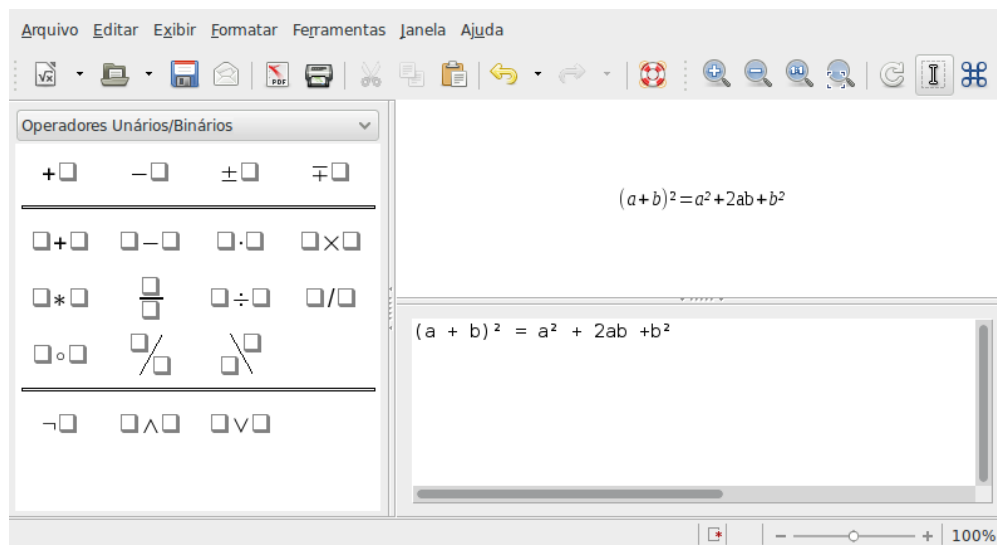 Arquivo Editar Exibir Formatar Ferramentas Janela Ajuda
PDF
Operadores Unários/Binários
+□ −□ ±□ ∓□
□+□ □−□ □·□ □×□
□∗□ □/□ □÷□ □/□
□∘□ □/□ □\□
¬□ □∧□ □∨□
(a+b)²=a²+2ab+b²
(a + b)² = a² + 2ab +b²
100%